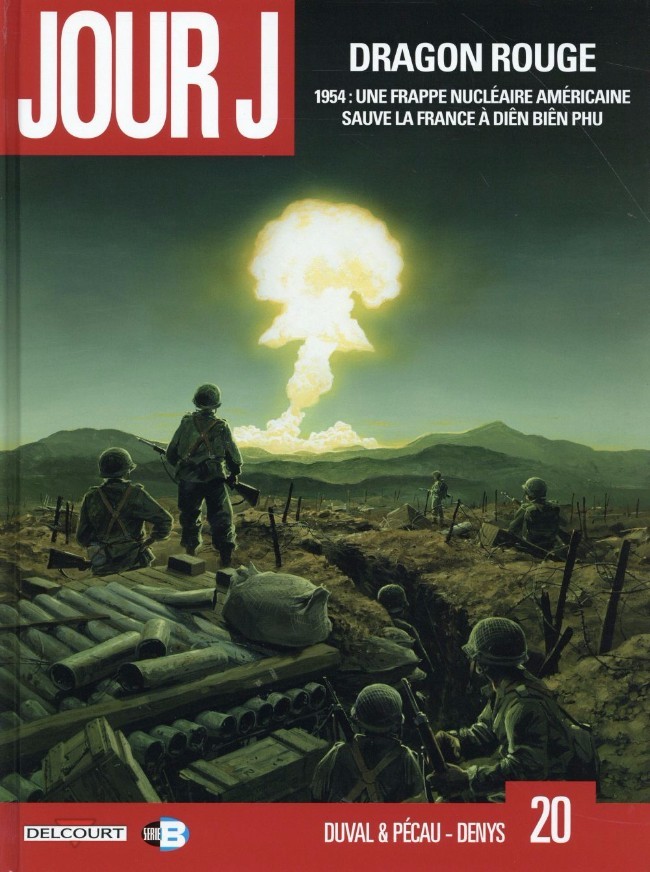 JOUR J
DRAGON ROUGE
1954 : UNE FRAPPE NUCLÉAIRE AMÉRICAINE
SAUVE LA FRANCE À DIÊN BIÊN PHU
DELCOURT
SERIE B
DUVAL & PÉCAU - DENYS
20